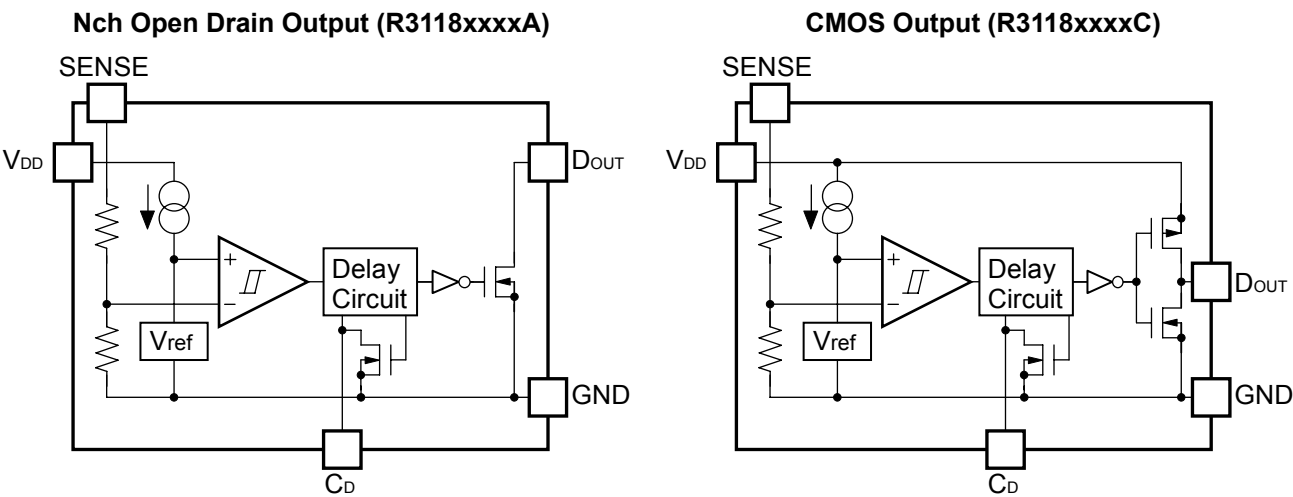 Nch Open Drain Output (R3118xxxxA)
SENSE
VDD
DOUT
+
−
Delay
Circuit
Vref
GND
CD
CMOS Output (R3118xxxxC)
SENSE
VDD
+
−
Delay
Circuit
DOUT
Vref
GND
CD